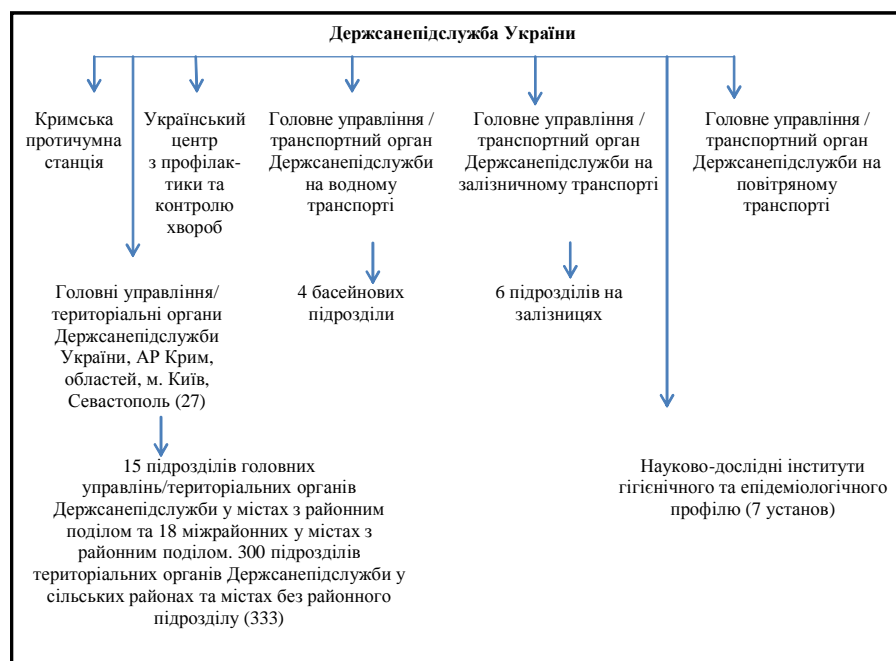 Держсанепідслужба України
Кримська
протичумна
станція
Український
центр
з профілак-
тики та
контролю
хвороб
Головне управління /
транспортний орган
Держсанепідслужби
на водному
транспорті
Головне управління /
транспортний орган
Держсанепідслужби на
залізничному транспорті
Головне управління /
транспортний орган
Держсанепідслужби на
повітряному
транспорті
Головні управління/
територіальні органи
Держсанепідслужби
України, АР Крим,
областей, м. Київ,
Севастополь (27)
4 басейнових
підрозділи
6 підрозділів на
залізницях
15 підрозділів головних
управлінь/територіальних органів
Держсанепідслужби у містах з районним
поділом та 18 міжрайонних у містах з
районним поділом. 300 підрозділів
територіальних органів Держсанепідслужби у
сільських районах та містах без районного
підрозділу (333)
Науково-дослідні інститути
гігієнічного та епідеміологічного
профілю (7 установ)